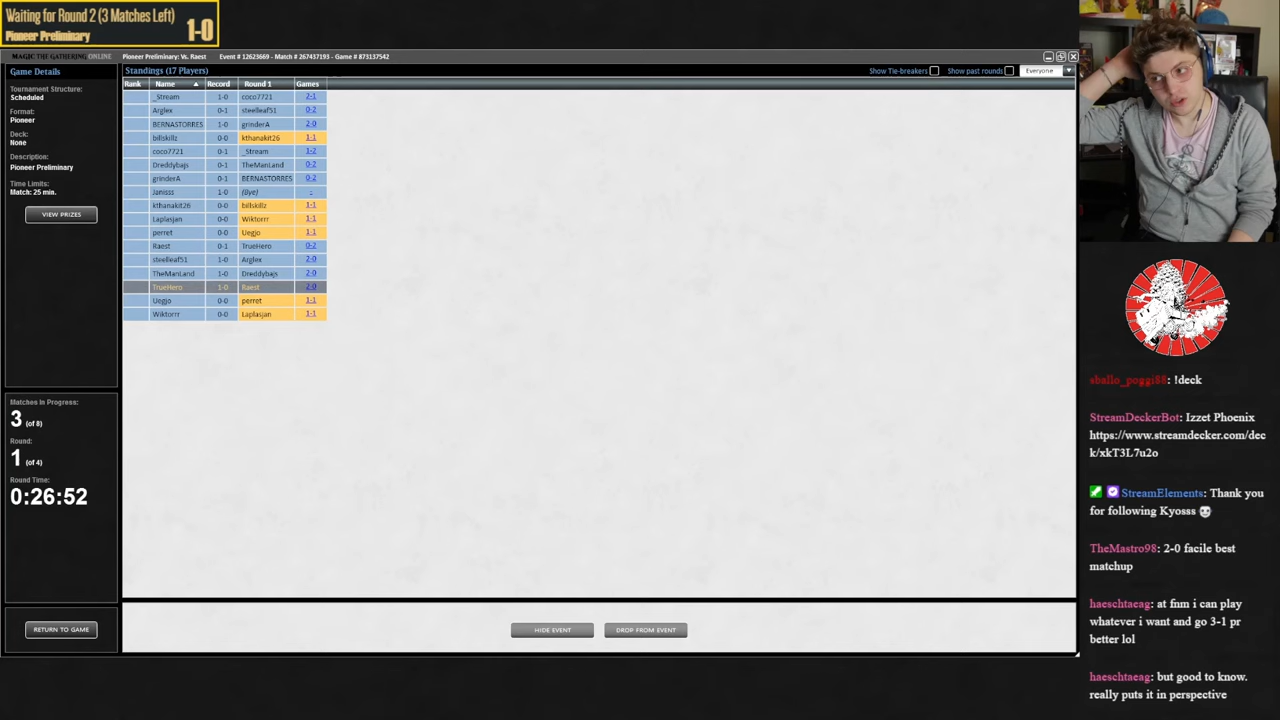 Waiting for Round 2 (3 Matches Left)
Pioneer Preliminary
1-0
MAGIC THE GATHERING ONLINE
Pioneer Preliminary: Vs. Raest
Event # 12623669 - Match # 267437193 - Game # 873137542
Game Details
Tournament Structure:
Scheduled
Format:
Pioneer
Deck:
None
Description:
Pioneer Preliminary
Time Limits:
Match: 25 min.
VIEW PRIZES
Matches In Progress:
3 (of 8)
Round:
1 (of 4)
Round Time:
0:26:52
RETURN TO GAME
Standings (17 Players)
Show Tie-breakers
Show past rounds
Everyone
Rank Name Record Round 1 Games
_Stream 1-0 coco7721 2-1
Arglex 0-1 steelleaf51 0-2
BERNASTORRES 1-0 grinderA 2-0
billskillz 0-0 kthanakit26 1-1
coco7721 0-1 _Stream 1-2
Dreddybajs 0-1 TheManLand 0-2
grinderA 0-1 BERNASTORRES 0-2
Janisss 1-0 (Bye) -
kthanakit26 0-0 billskillz 1-1
Laplasjan 0-0 Wiktorrr 1-1
perret 0-0 Uegjo 1-1
Raest 0-1 TrueHero 0-2
steelleaf51 1-0 Arglex 2-0
TheManLand 1-0 Dreddybajs 2-0
TrueHero 1-0 Raest 2-0
Uegjo 0-0 perret 1-1
Wiktorrr 0-0 Laplasjan 1-1
HIDE EVENT
DROP FROM EVENT
sballo_poggi88: !deck
StreamDeckerBot: Izzet Phoenix
https://www.streamdecker.com/dec
k/xkT3L7u2o
StreamElements: Thank you
for following Kyosss
TheMastro98: 2-0 facile best
matchup
haeschtaeag: at fnm i can play
whatever i want and go 3-1 pr
better lol
haeschtaeag: but good to know.
really puts it in perspective